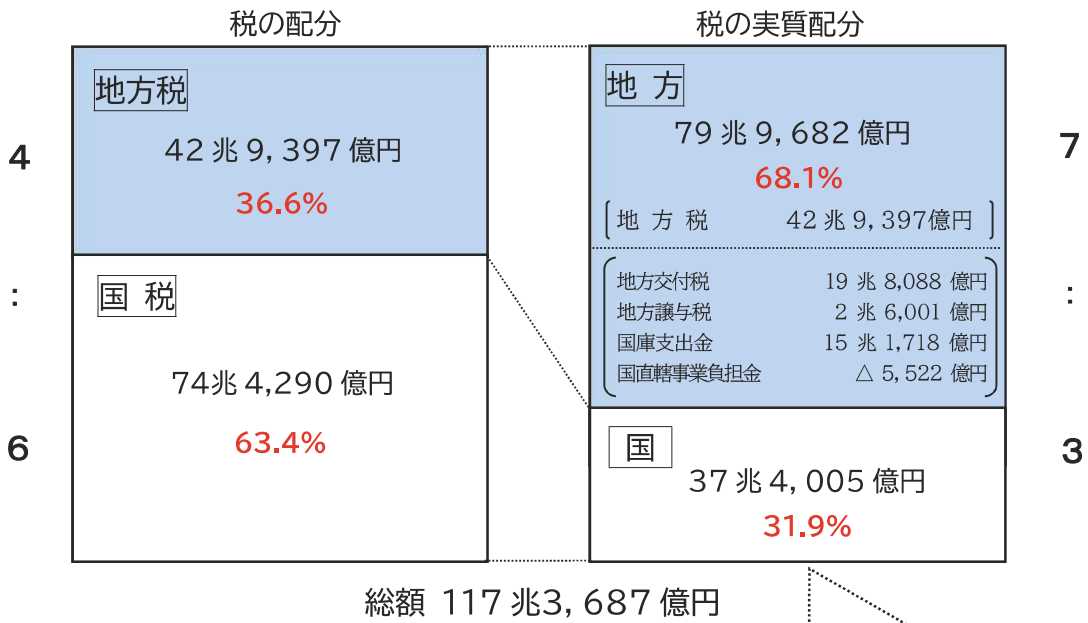 税の配分
税の実質配分
4
:
6
地方税
42 兆 9, 397 億円
36.6%
国 税
74兆 4,290 億円
63.4%
地 方
79 兆 9, 682 億円
68.1%
地 方 税 42 兆 9, 397億円
地方交付税 19 兆 8,088 億円
地方譲与税 2 兆 6,001 億円
国庫支出金 15 兆 1,718 億円
国直轄事業負担金 △ 5,522 億円
国
37 兆 4, 005 億円
31.9%
7
:
3
総額 117 兆3, 687 億円